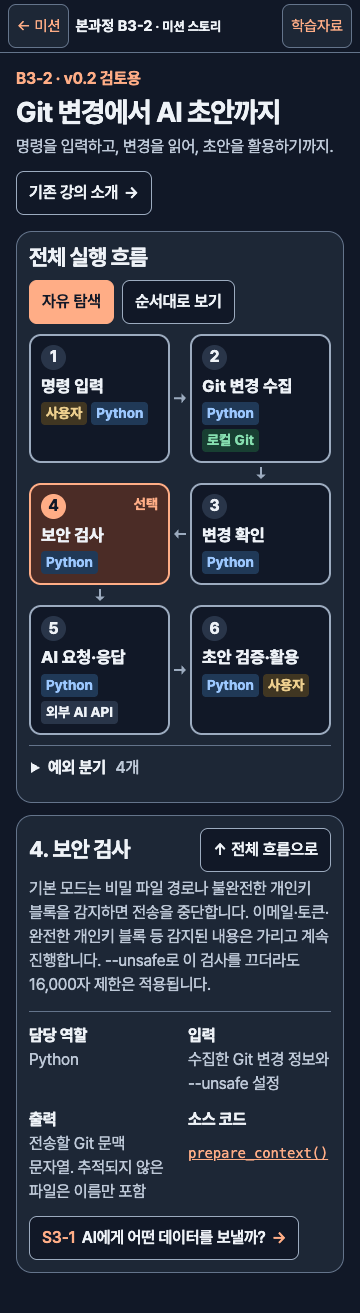 ← 미션
본과정 B3-2 · 미션 스토리
학습자료
B3-2 · v0.2 검토용
Git 변경에서 AI 초안까지
명령을 입력하고, 변경을 읽어, 초안을 활용하기까지.
기존 강의 소개 →
전체 실행 흐름
자유 탐색
순서대로 보기
1
명령 입력
사용자 Python
→
2
Git 변경 수집
Python
로컬 Git
↓
4
선택
보안 검사
Python
←
3
변경 확인
Python
↓
5
AI 요청·응답
Python
외부 AI API
→
6
초안 검증·활용
Python 사용자
▶ 예외 분기 4개
4. 보안 검사
↑ 전체 흐름으로
기본 모드는 비밀 파일 경로나 불완전한 개인키
블록을 감지하면 전송을 중단합니다. 이메일·토큰·
완전한 개인키 블록 등 감지된 내용은 가리고 계속
진행합니다. --unsafe로 이 검사를 끄더라도
16,000자 제한은 적용됩니다.
담당 역할
Python
입력
수집한 Git 변경 정보와
--unsafe 설정
출력
전송할 Git 문맥
문자열. 추적되지 않은
파일은 이름만 포함
소스 코드
prepare_context()
S3-1 AI에게 어떤 데이터를 보낼까? →